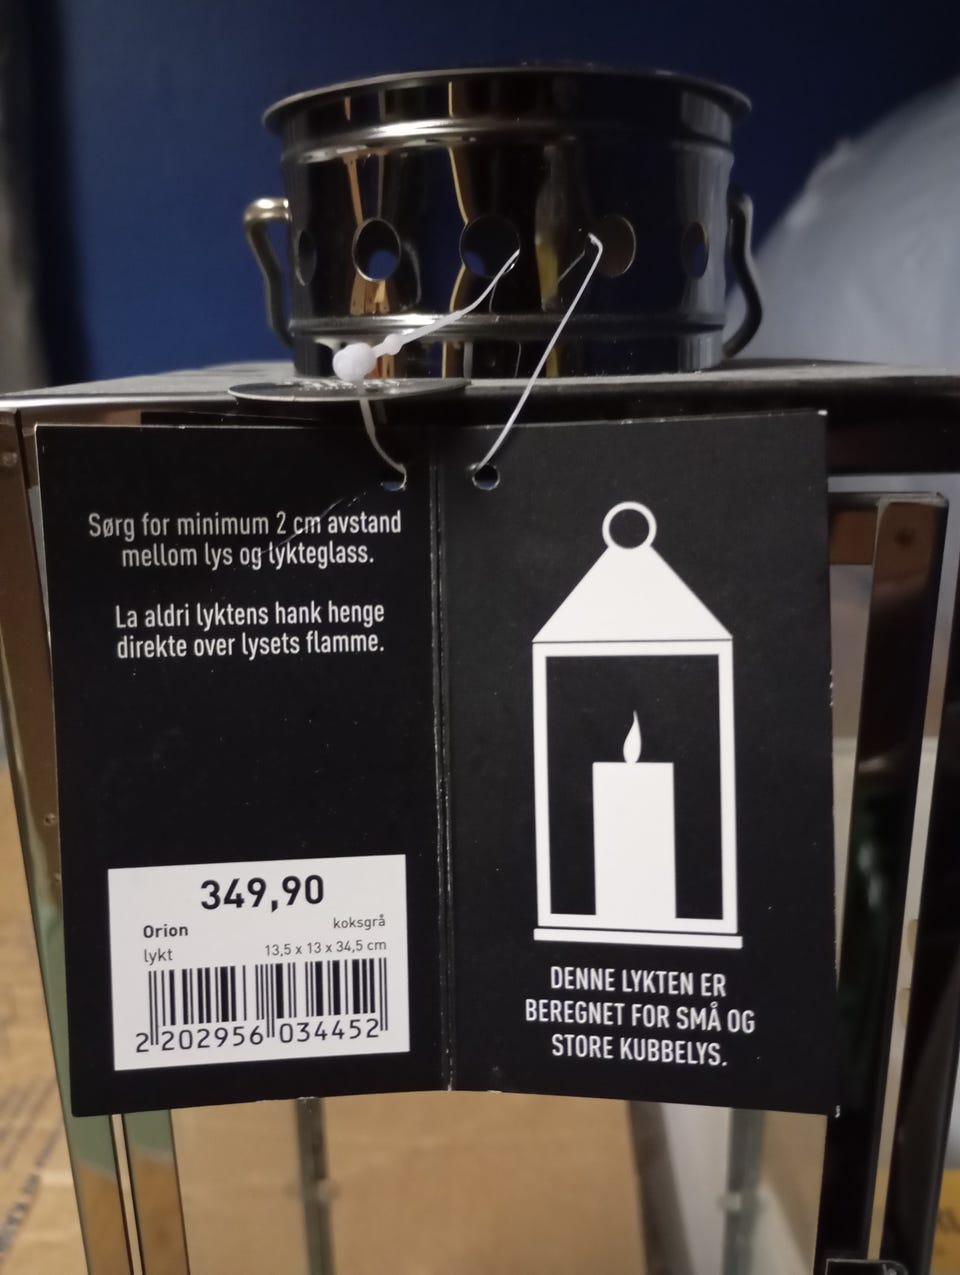 Sørg for minimum 2 cm avstand
mellom lys og lykteglass.
La aldri lyktens hank henge
direkte over lysets flamme.
349,90
Orion koksgrå
lykt 13,5 x 13 x 34,5 cm
2 202956 034452
DENNE LYKTEN ER
BEREGNET FOR SMÅ OG
STORE KUBBELYS.